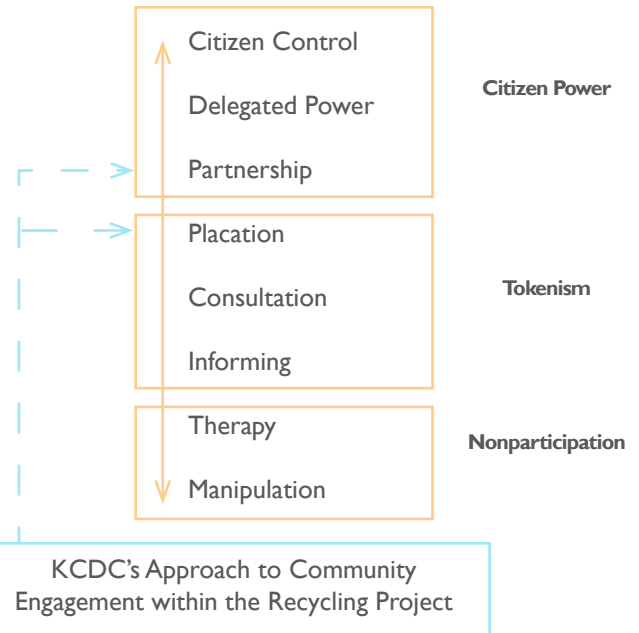 Citizen Control
Delegated Power
Partnership
Citizen Power
Placation
Consultation
Informing
Tokenism
Therapy
Manipulation
Nonparticipation
KCDC's Approach to Community
Engagement within the Recycling Project